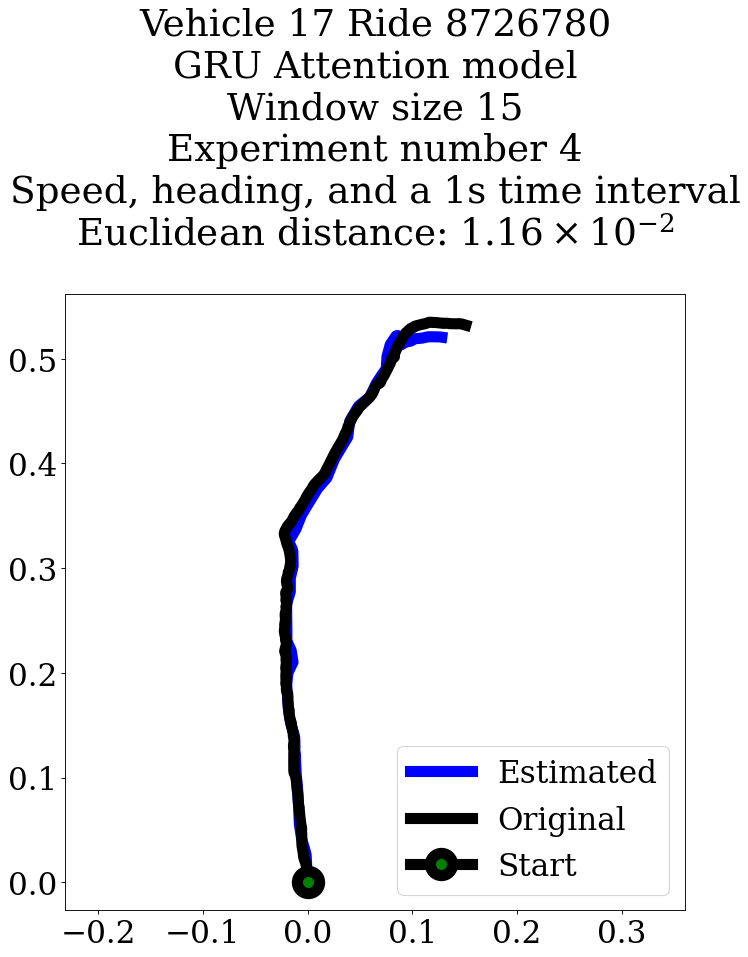 Vehicle 17 Ride 8726780
GRU Attention model
Window size 15
Experiment number 4
Speed, heading, and a 1s time interval
Euclidean distance: 1.16 × 10⁻²
0.5
0.4
0.3
0.2
0.1
0.0
Estimated
Original
Start
−0.2 −0.1 0.0 0.1 0.2 0.3